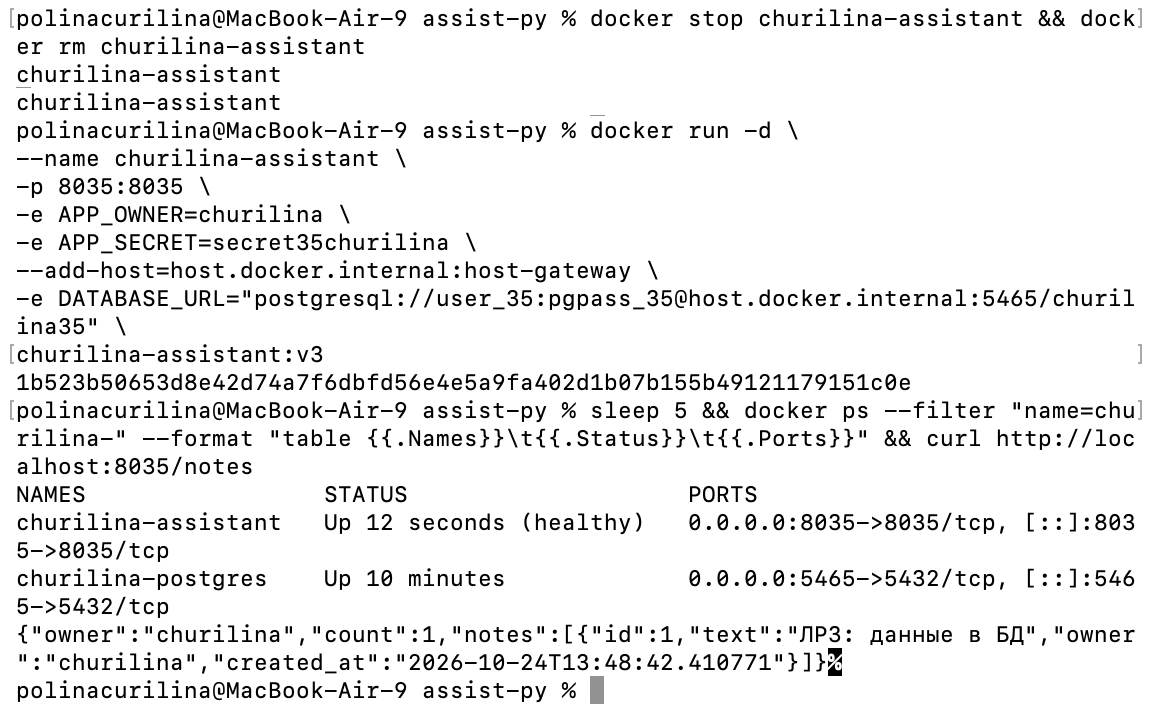 [polinacurilina@MacBook-Air-9 assist-py % docker stop churilina-assistant && dock]
er rm churilina-assistant
churilina-assistant
churilina-assistant
polinacurilina@MacBook-Air-9 assist-py % docker run -d \
--name churilina-assistant \
-p 8035:8035 \
-e APP_OWNER=churilina \
-e APP_SECRET=secret35churilina \
--add-host=host.docker.internal:host-gateway \
-e DATABASE_URL="postgresql://user_35:pgpass_35@host.docker.internal:5465/churil
ina35" \
[churilina-assistant:v3 ]
1b523b50653d8e42d74a7f6dbfd56e4e5a9fa402d1b07b155b49121179151c0e
[polinacurilina@MacBook-Air-9 assist-py % sleep 5 && docker ps --filter "name=chu]
rilina-" --format "table {{.Names}}\t{{.Status}}\t{{.Ports}}" && curl http://loc
alhost:8035/notes
NAMES STATUS PORTS
churilina-assistant Up 12 seconds (healthy) 0.0.0.0:8035->8035/tcp, [::]:803
5->8035/tcp
churilina-postgres Up 10 minutes 0.0.0.0:5465->5432/tcp, [::]:546
5->5432/tcp
{"owner":"churilina","count":1,"notes":[{"id":1,"text":"ЛР3: данные в БД","owner
":"churilina","created_at":"2026-10-24T13:48:42.410771"}]}%
polinacurilina@MacBook-Air-9 assist-py %